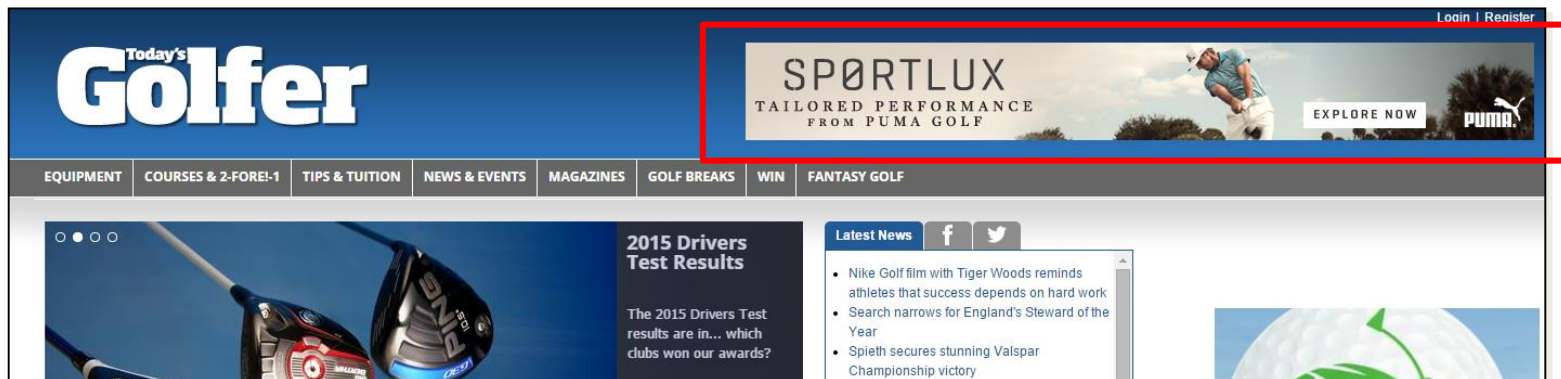 Login | Register
Today's
Golfer
SPØRTLUX
TAILORED PERFORMANCE
FROM PUMA GOLF
EXPLORE NOW
PUMA
EQUIPMENT
COURSES & 2-FORE!-1
TIPS & TUITION
NEWS & EVENTS
MAGAZINES
GOLF BREAKS
WIN
FANTASY GOLF
2015 Drivers
Test Results
The 2015 Drivers Test
results are in... which
clubs won our awards?
PING
10.5°
Latest News
Nike Golf film with Tiger Woods reminds
athletes that success depends on hard work
Search narrows for England's Steward of the
Year
Spieth secures stunning Valspar
Championship victory